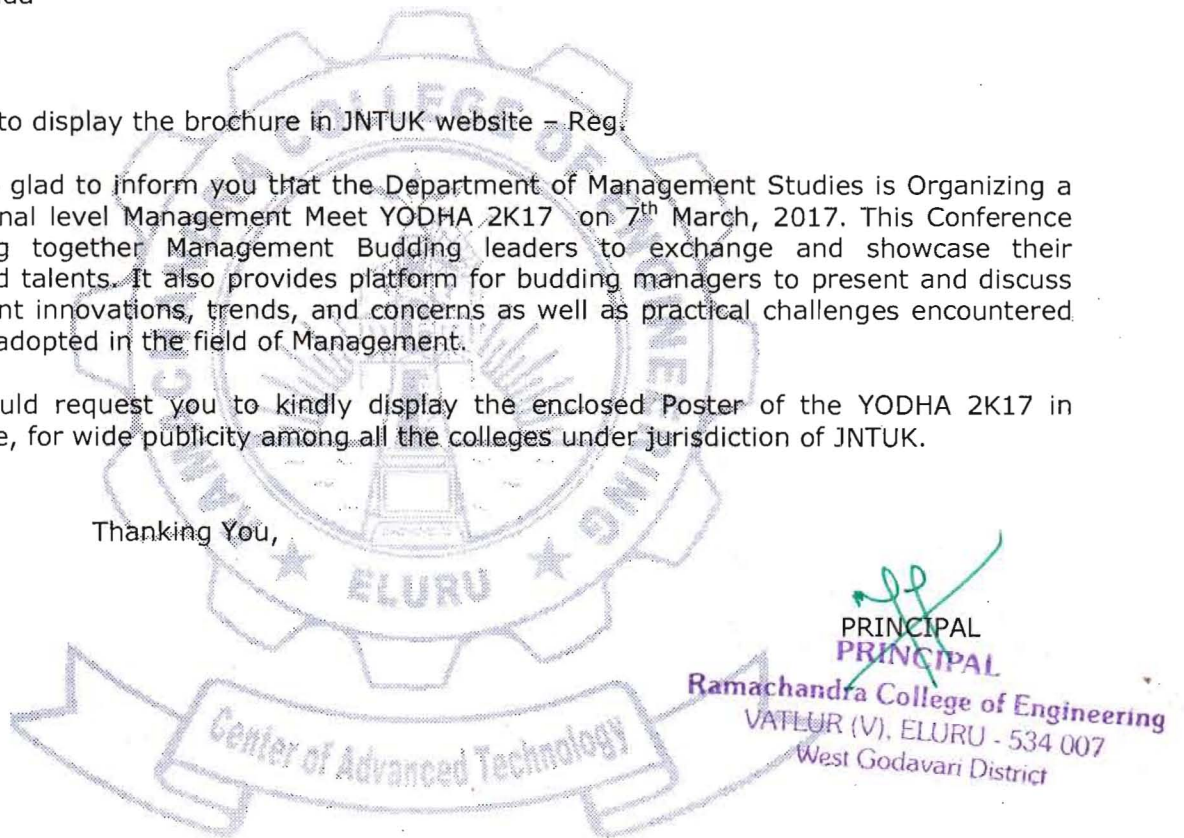 to display the brochure in JNTUK website – Reg.
glad to inform you that the Department of Management Studies is Organizing a
nal level Management Meet YODHA 2K17 on 7th March, 2017. This Conference
g together Management Budding leaders to exchange and showcase their
d talents. It also provides platform for budding managers to present and discuss
nt innovations, trends, and concerns as well as practical challenges encountered
adopted in the field of Management.
uld request you to kindly display the enclosed Poster of the YODHA 2K17 in
e, for wide publicity among all the colleges under jurisdiction of JNTUK.
Thanking You,
RAMACHANDRA COLLEGE OF ENGINEERING
ELURU
Center of Advanced Technology
PRINCIPAL
PRINCIPAL
Ramachandra College of Engineering
VATLUR (V), ELURU - 534 007
West Godavari District